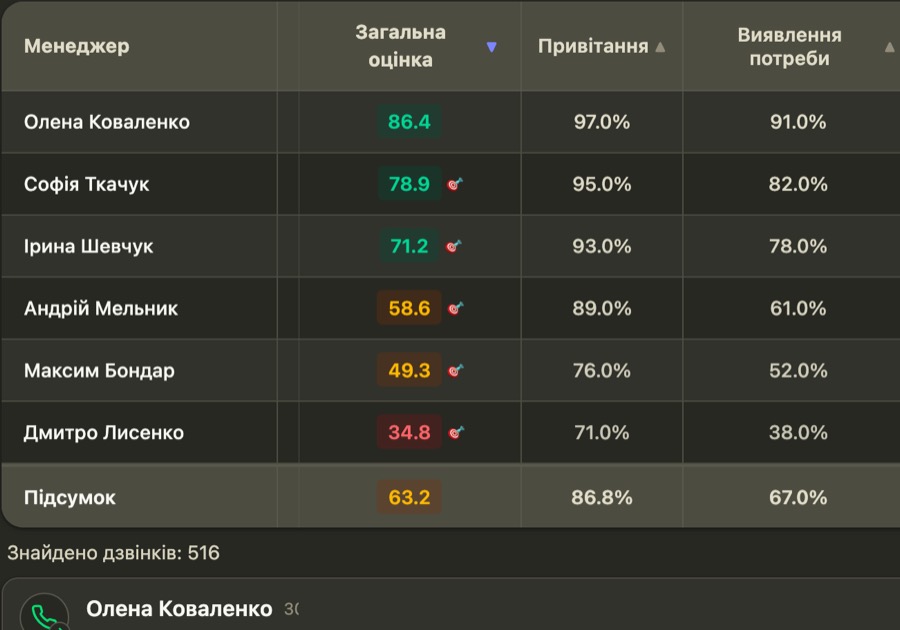 Менеджер
Загальна
оцінка
Привітання
Виявлення
потреби
Олена Коваленко 86.4 97.0% 91.0%
Софія Ткачук 78.9 95.0% 82.0%
Ірина Шевчук 71.2 93.0% 78.0%
Андрій Мельник 58.6 89.0% 61.0%
Максим Бондар 49.3 76.0% 52.0%
Дмитро Лисенко 34.8 71.0% 38.0%
Підсумок 63.2 86.8% 67.0%
Знайдено дзвінків: 516
Олена Коваленко